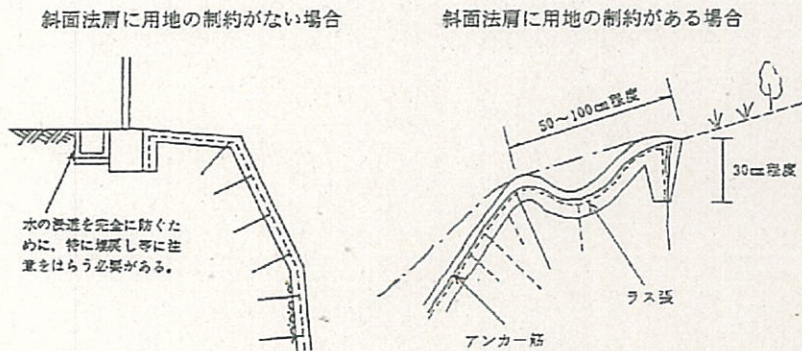 斜面法肩に用地の制約がない場合
斜面法肩に用地の制約がある場合
50〜100㎝程度
30㎝程度
水の浸透を完全に防ぐた
めに、特に埋戻し等に注
意をはらう必要がある。
ラス張
アンカー筋